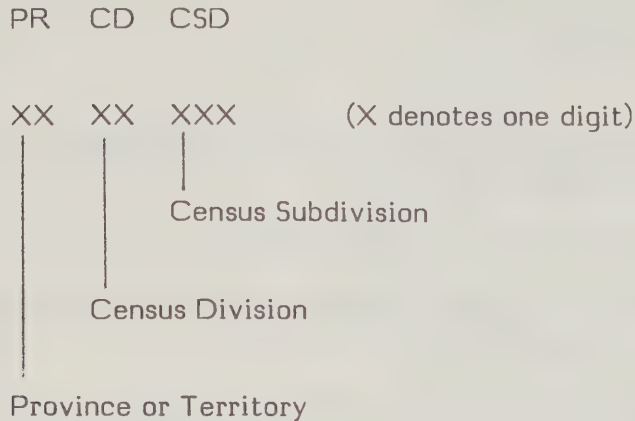 PR CD CSD
XX XX XXX (X denotes one digit)
Census Subdivision
Census Division
Province or Territory